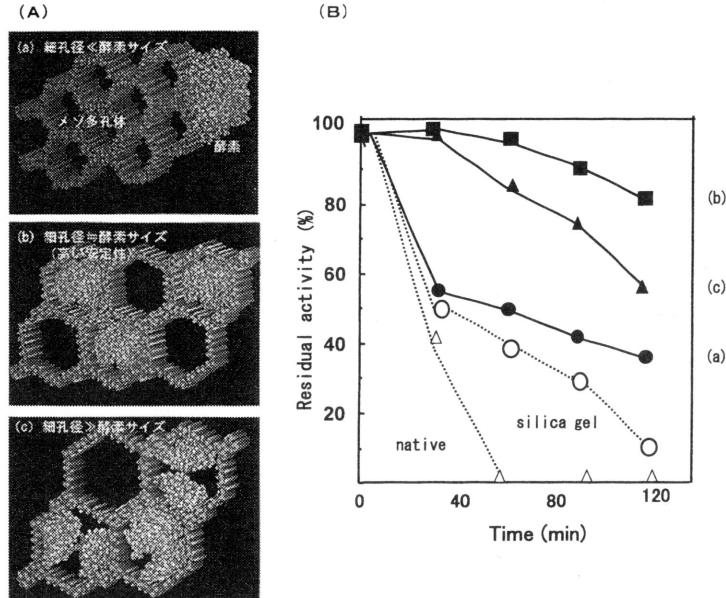 (A)
(a) 細孔径≪酵素サイズ
メソ多孔体
酵素
(b) 細孔径≒酵素サイズ
(高い安定性)
(c) 細孔径≫酵素サイズ
(B)
Residual activity (%)
100
80
60
40
20
0
40
80
120
Time (min)
native
silica gel
(b)
(c)
(a)